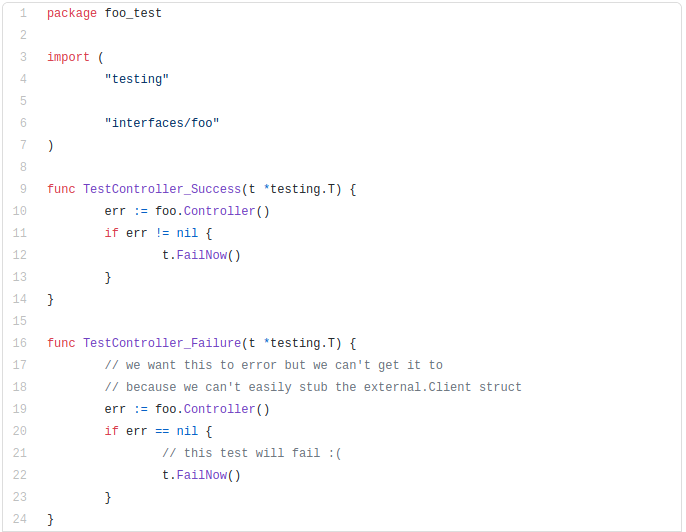 1 package foo_test
2
3 import (
4 "testing"
5
6 "interfaces/foo"
7 )
8
9 func TestController_Success(t *testing.T) {
10 err := foo.Controller()
11 if err != nil {
12 t.FailNow()
13 }
14 }
15
16 func TestController_Failure(t *testing.T) {
17 // we want this to error but we can't get it to
18 // because we can't easily stub the external.Client struct
19 err := foo.Controller()
20 if err == nil {
21 // this test will fail :(
22 t.FailNow()
23 }
24 }